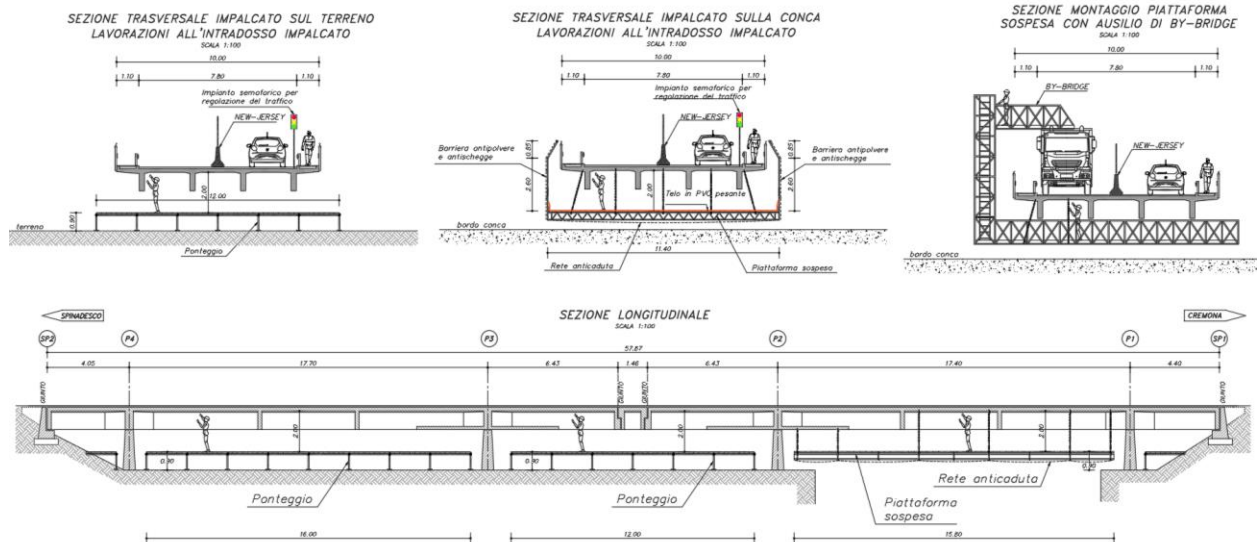 SEZIONE TRASVERSALE IMPALCATO SUL TERRENO
LAVORAZIONI ALL'INTRADOSSO IMPALCATO
SCALA 1:100
10.00
1.10
7.80
1.10
Impianto semaforico per
regolazione del traffico
NEW-JERSEY
2.00
12.00
0.90
terreno
Ponteggio
SEZIONE TRASVERSALE IMPALCATO SULLA CONCA
LAVORAZIONI ALL'INTRADOSSO IMPALCATO
SCALA 1:100
10.00
1.10
7.80
1.10
Impianto semaforico per
regolazione del traffico
NEW-JERSEY
Barriera antipolvere
e antischegge
Barriera antipolvere
e antischegge
0.85
0.85
2.60
2.60
2.00
Telo in PVC pesante
bordo conca
11.40
Rete anticaduta
Piattaforma sospesa
SEZIONE MONTAGGIO PIATTAFORMA
SOSPESA CON AUSILIO DI BY-BRIDGE
SCALA 1:100
10.00
1.10
7.80
1.10
BY-BRIDGE
NEW-JERSEY
bordo conca
SPINADESCO
SEZIONE LONGITUDINALE
SCALA 1:100
CREMONA
SP2
P4
P3
P2
P1
SP1
57.87
4.05
17.70
6.43
1.46
6.43
17.40
4.40
GIUNTO
GIUNTO
GIUNTO
GIUNTO
2.00
2.00
2.00
0.90
0.90
Ponteggio
Ponteggio
Piattaforma
sospesa
Rete anticaduta
16.00
12.00
15.80